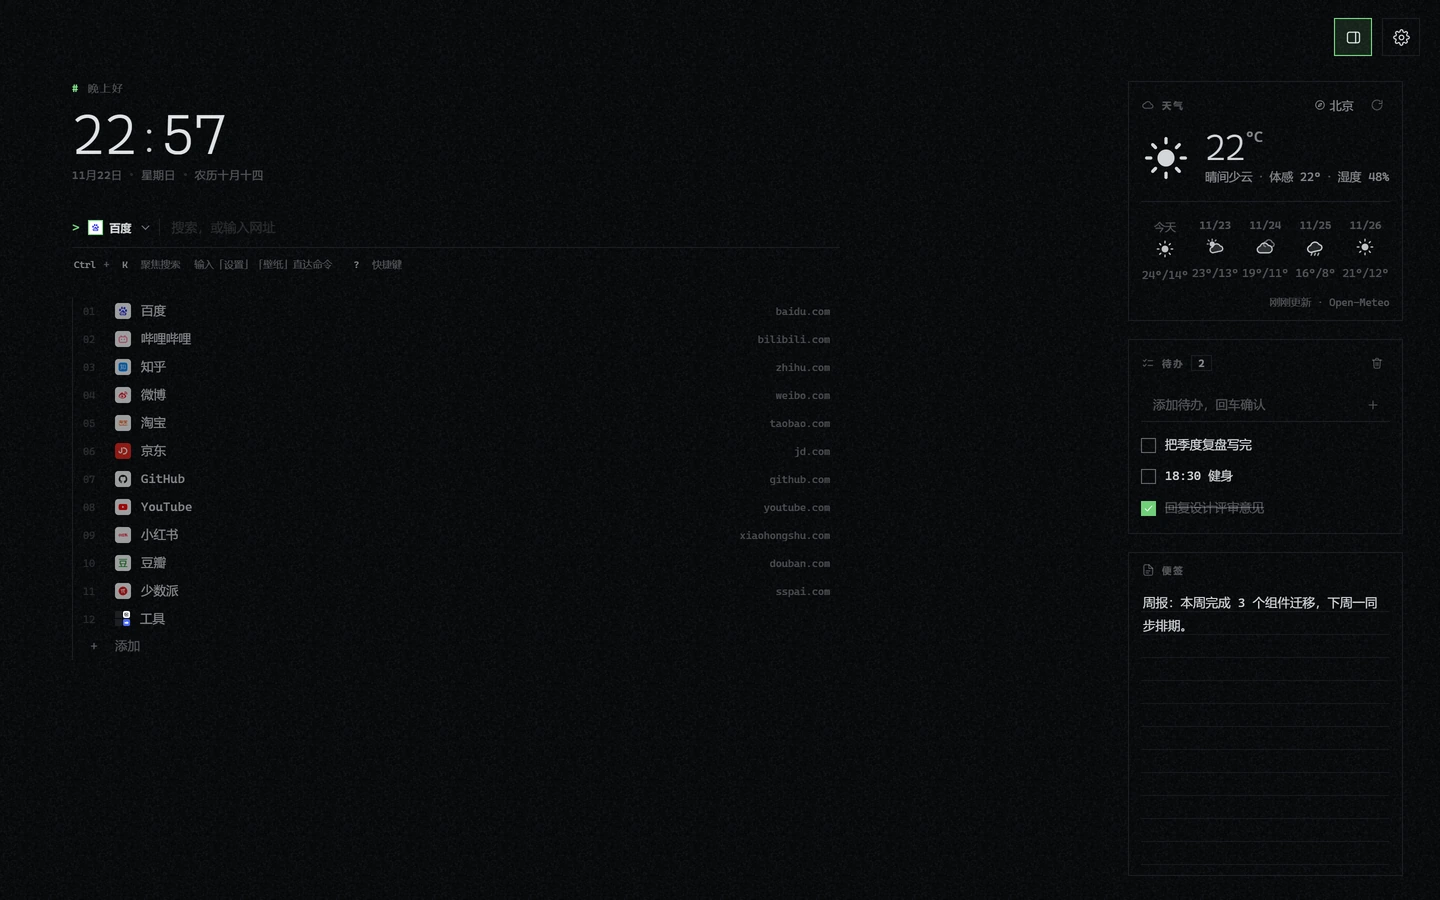 # 晚上好
22:57
11月22日 · 星期日 · 农历十月十四
> 百度 搜索，或输入网址
Ctrl + K 聚焦搜索 输入「设置」「壁纸」直达命令 ? 快捷键
01 百度 baidu.com
02 哔哩哔哩 bilibili.com
03 知乎 zhihu.com
04 微博 weibo.com
05 淘宝 taobao.com
06 京东 jd.com
07 GitHub github.com
08 YouTube youtube.com
09 小红书 xiaohongshu.com
10 豆瓣 douban.com
11 少数派 sspai.com
12 工具
+ 添加
天气 北京
22°C
晴间少云 · 体感 22° · 湿度 48%
今天 11/23 11/24 11/25 11/26
24°/14° 23°/13° 19°/11° 16°/8° 21°/12°
刚刚更新 · Open-Meteo
待办 2
添加待办，回车确认 +
把季度复盘写完
18:30 健身
回复设计评审意见
便签
周报：本周完成 3 个组件迁移，下周一同
步排期。